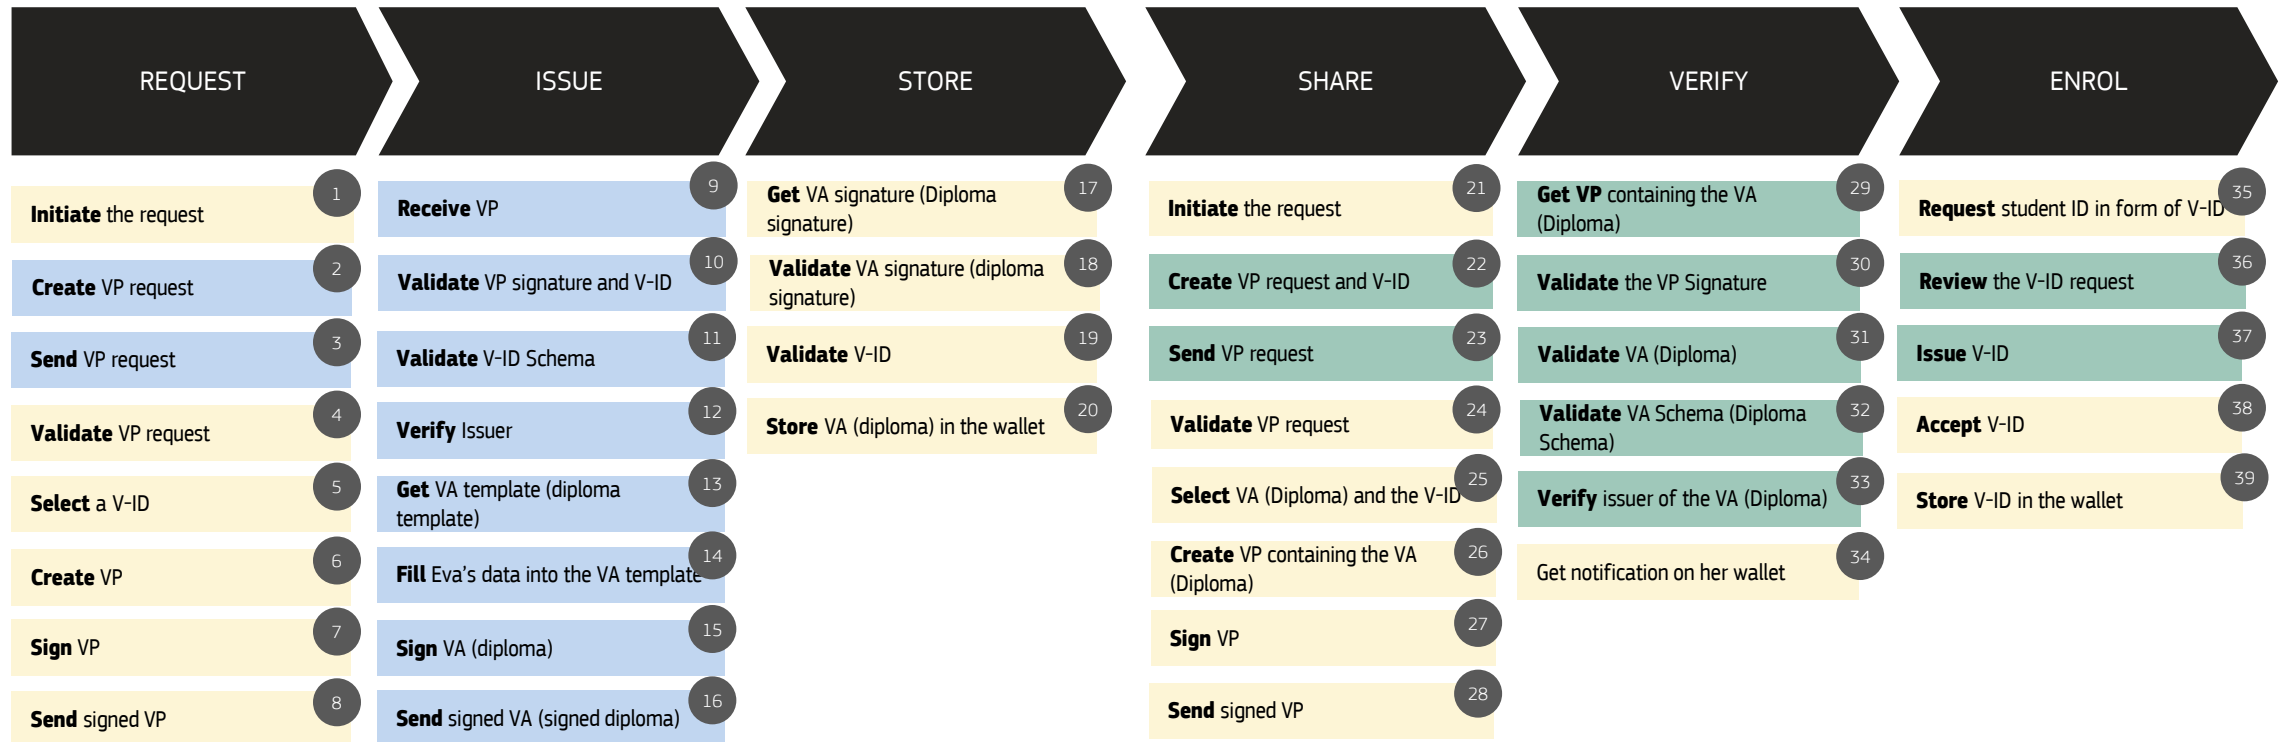 REQUEST
1
Initiate the request
2
Create VP request
3
Send VP request
4
Validate VP request
5
Select a V-ID
6
Create VP
7
Sign VP
8
Send signed VP
ISSUE
9
Receive VP
10
Validate VP signature and V-ID
11
Validate V-ID Schema
12
Verify Issuer
13
Get VA template (diploma
template)
14
Fill Eva's data into the VA template
15
Sign VA (diploma)
16
Send signed VA (signed diploma)
STORE
17
Get VA signature (Diploma
signature)
18
Validate VA signature (diploma
signature)
19
Validate V-ID
20
Store VA (diploma) in the wallet
SHARE
21
Initiate the request
22
Create VP request and V-ID
23
Send VP request
24
Validate VP request
25
Select VA (Diploma) and the V-ID
26
Create VP containing the VA
(Diploma)
27
Sign VP
28
Send signed VP
VERIFY
29
Get VP containing the VA
(Diploma)
30
Validate the VP Signature
31
Validate VA (Diploma)
32
Validate VA Schema (Diploma
Schema)
33
Verify issuer of the VA (Diploma)
34
Get notification on her wallet
ENROL
35
Request student ID in form of V-ID
36
Review the V-ID request
37
Issue V-ID
38
Accept V-ID
39
Store V-ID in the wallet